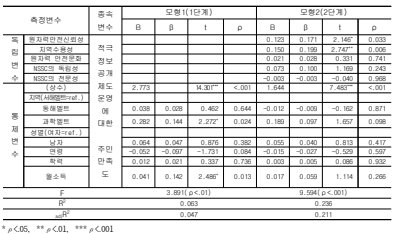 측정변수 종속변수 모형1(1단계) 모형2(2단계)
B β t p B β t p
독립변수 원자력안전신뢰성 적극정보공개제도운영에대한주민만족도 0.123 0.171 2.146* 0.033
지역수용성 0.150 0.199 2.747** 0.006
원자력 안전문화 0.021 0.028 0.331 0.741
NSSC의 독립성 0.073 0.100 1.169 0.243
NSSC의 전문성 -0.003 -0.003 -0.040 0.968
통제변수 (상수) 2.773 14.301*** <.001 1.644 7.483*** <.001
지역(서해벨트=ref.)
동해벨트 0.038 0.028 0.462 0.644 -0.012 -0.009 -0.162 0.871
과학벨트 0.282 0.144 2.272* 0.024 0.189 0.097 1.657 0.098
성별(여자=ref.)
남자 0.064 0.047 0.876 0.382 0.055 0.040 0.813 0.417
연령 -0.052 -0.097 -1.731 0.084 -0.015 -0.027 -0.529 0.597
학력 0.012 0.021 0.337 0.736 0.003 0.005 0.086 0.932
월소득 0.041 0.142 2.486* 0.013 0.017 0.059 1.114 0.266
F 3.891(p<.01) 9.594(p<.001)
R² 0.063 0.236
adjR² 0.047 0.211
* p<.05, ** p<.01, *** p<.001